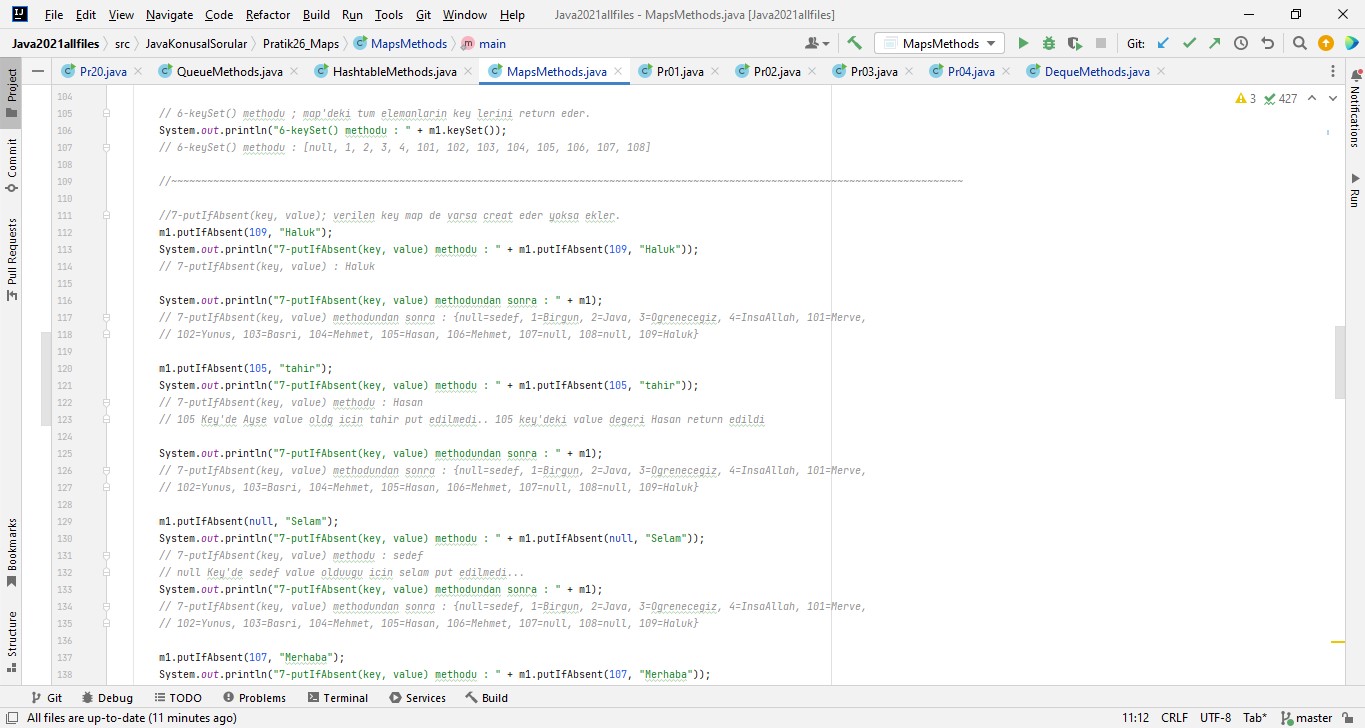 File Edit View Navigate Code Refactor Build Run Tools Git Window Help Java2021allfiles - MapsMethods.java [Java2021allfiles]
Java2021allfiles src JavaKonusalSorular Pratik26_Maps MapsMethods main MapsMethods Git:
Pr20.java QueueMethods.java HashtableMethods.java MapsMethods.java Pr01.java Pr02.java Pr03.java Pr04.java DequeMethods.java
Project
Commit
Pull Requests
Bookmarks
Structure
3 427
Notifications
Run
104
105 // 6-keySet() methodu ; map'deki tum elemanlarin key lerini return eder.
106 System.out.println("6-keySet() methodu : " + m1.keySet());
107 // 6-keySet() methodu : [null, 1, 2, 3, 4, 101, 102, 103, 104, 105, 106, 107, 108]
108
109 //~~~~~~~~~~~~~~~~~~~~~~~~~~~~~~~~~~~~~~~~~~~~~~~~~~~~~~~~~~~~~~~~~~~~~~~~~~~~~~~~~~~~~~~~~~~~~~~~~~~~~~~~~~~~~~~~~~~~~~~~~~~~~~~~~~~~
110
111 //7-putIfAbsent(key, value); verilen key map de varsa creat eder yoksa ekler.
112 m1.putIfAbsent(109, "Haluk");
113 System.out.println("7-putIfAbsent(key, value) methodu : " + m1.putIfAbsent(109, "Haluk"));
114 // 7-putIfAbsent(key, value) : Haluk
115
116 System.out.println("7-putIfAbsent(key, value) methodundan sonra : " + m1);
117 // 7-putIfAbsent(key, value) methodundan sonra : {null=sedef, 1=Birgun, 2=Java, 3=Ogrenecegiz, 4=InsaAllah, 101=Merve,
118 // 102=Yunus, 103=Basri, 104=Mehmet, 105=Hasan, 106=Mehmet, 107=null, 108=null, 109=Haluk}
119
120 m1.putIfAbsent(105, "tahir");
121 System.out.println("7-putIfAbsent(key, value) methodu : " + m1.putIfAbsent(105, "tahir"));
122 // 7-putIfAbsent(key, value) methodu : Hasan
123 // 105 Key'de Ayse value oldg icin tahir put edilmedi.. 105 key'deki value degeri Hasan return edildi
124
125 System.out.println("7-putIfAbsent(key, value) methodundan sonra : " + m1);
126 // 7-putIfAbsent(key, value) methodundan sonra : {null=sedef, 1=Birgun, 2=Java, 3=Ogrenecegiz, 4=InsaAllah, 101=Merve,
127 // 102=Yunus, 103=Basri, 104=Mehmet, 105=Hasan, 106=Mehmet, 107=null, 108=null, 109=Haluk}
128
129 m1.putIfAbsent(null, "Selam");
130 System.out.println("7-putIfAbsent(key, value) methodu : " + m1.putIfAbsent(null, "Selam"));
131 // 7-putIfAbsent(key, value) methodu : sedef
132 // null Key'de sedef value olduugu icin selam put edilmedi...
133 System.out.println("7-putIfAbsent(key, value) methodundan sonra : " + m1);
134 // 7-putIfAbsent(key, value) methodundan sonra : {null=sedef, 1=Birgun, 2=Java, 3=Ogrenecegiz, 4=InsaAllah, 101=Merve,
135 // 102=Yunus, 103=Basri, 104=Mehmet, 105=Hasan, 106=Mehmet, 107=null, 108=null, 109=Haluk}
136
137 m1.putIfAbsent(107, "Merhaba");
138 System.out.println("7-putIfAbsent(key, value) methodu : " + m1.putIfAbsent(107, "Merhaba"));
Git Debug TODO Problems Terminal Services Build
All files are up-to-date (11 minutes ago) 11:12 CRLF UTF-8 Tab* master